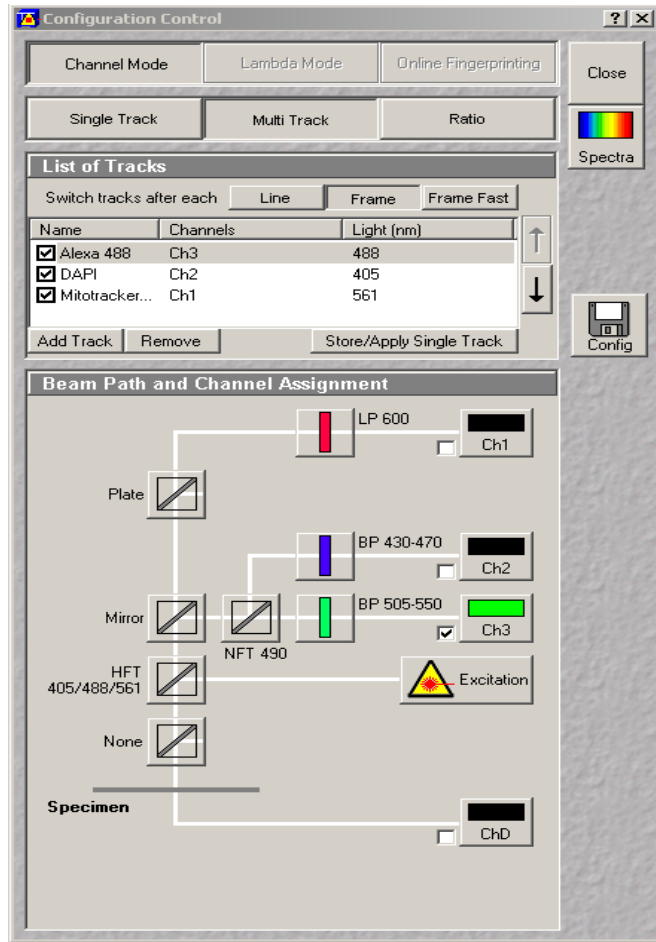 Configuration Control
Channel Mode Lambda Mode Online Fingerprinting
Close
Single Track Multi Track Ratio
Spectra
List of Tracks
Switch tracks after each Line Frame Frame Fast
Name Channels Light (nm)
Alexa 488 Ch3 488
DAPI Ch2 405
Mitotracker... Ch1 561
Add Track Remove Store/Apply Single Track
Config
Beam Path and Channel Assignment
LP 600
Ch1
Plate
BP 430-470
Ch2
Mirror
BP 505-550
Ch3
NFT 490
HFT
405/488/561
Excitation
None
Specimen
ChD